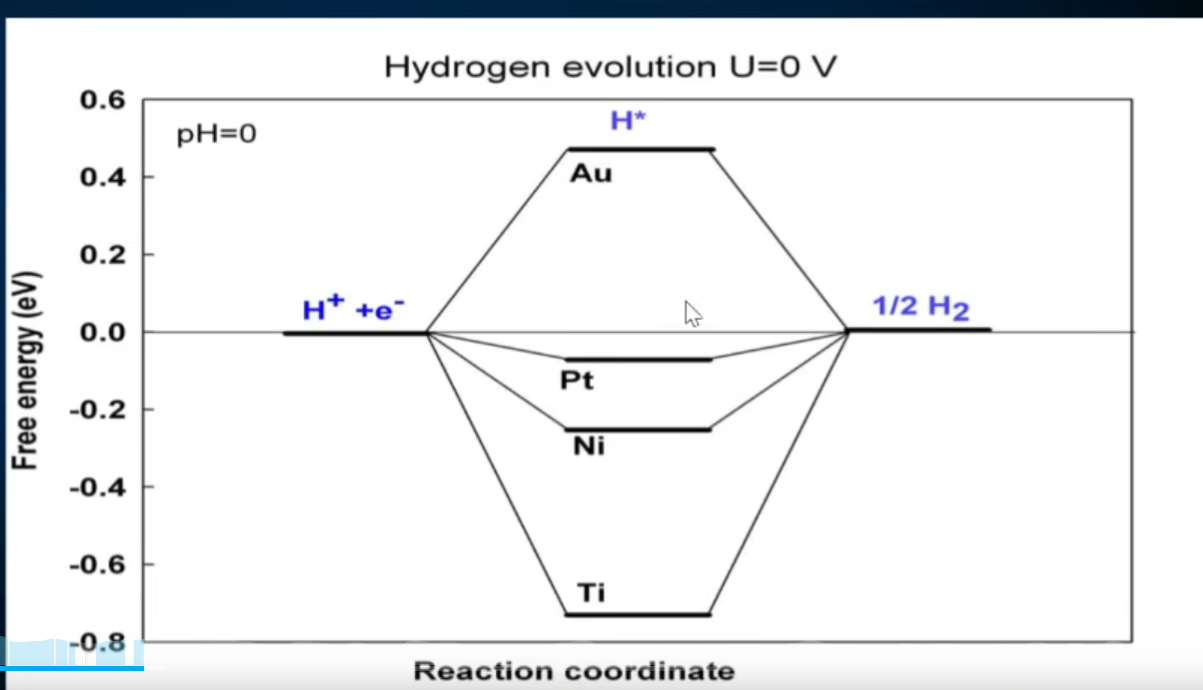 Hydrogen evolution U=0 V
0.6
pH=0
H*
Au
0.4
0.2
H⁺ +e⁻
1/2 H₂
0.0
Pt
-0.2
Ni
-0.4
-0.6
Ti
-0.8
Free energy (eV)
Reaction coordinate